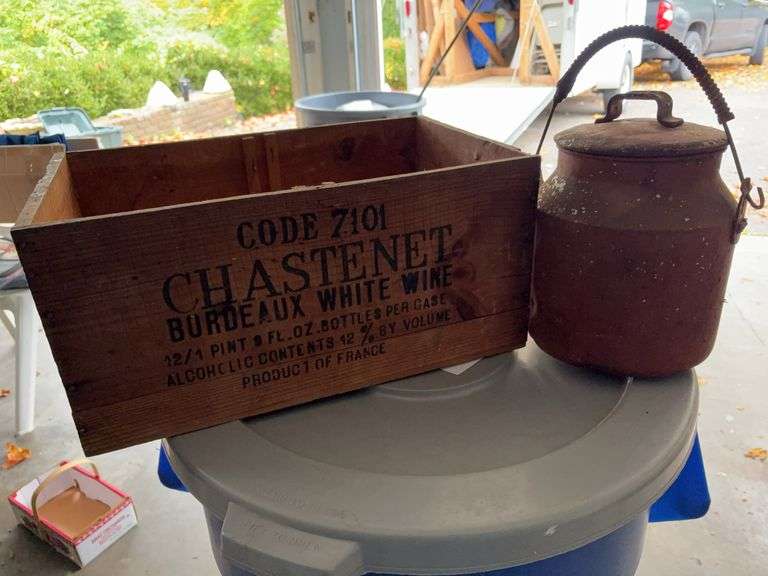 CODE 7101
CHASTENET
BORDEAUX WHITE WINE
12/1 PINT 9 FL.OZ.BOTTLES PER CASE
ALCOHOLIC CONTENTS 12 % BY VOLUME
PRODUCT OF FRANCE